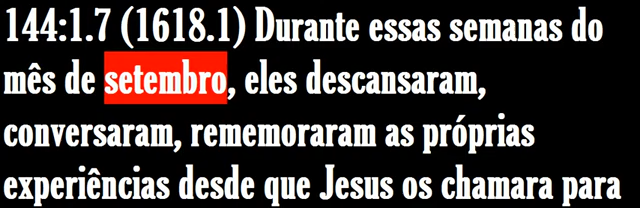 144:1.7 (1618.1) Durante essas semanas do
mês de setembro, eles descansaram,
conversaram, rememoraram as próprias
experiências desde que Jesus os chamara para